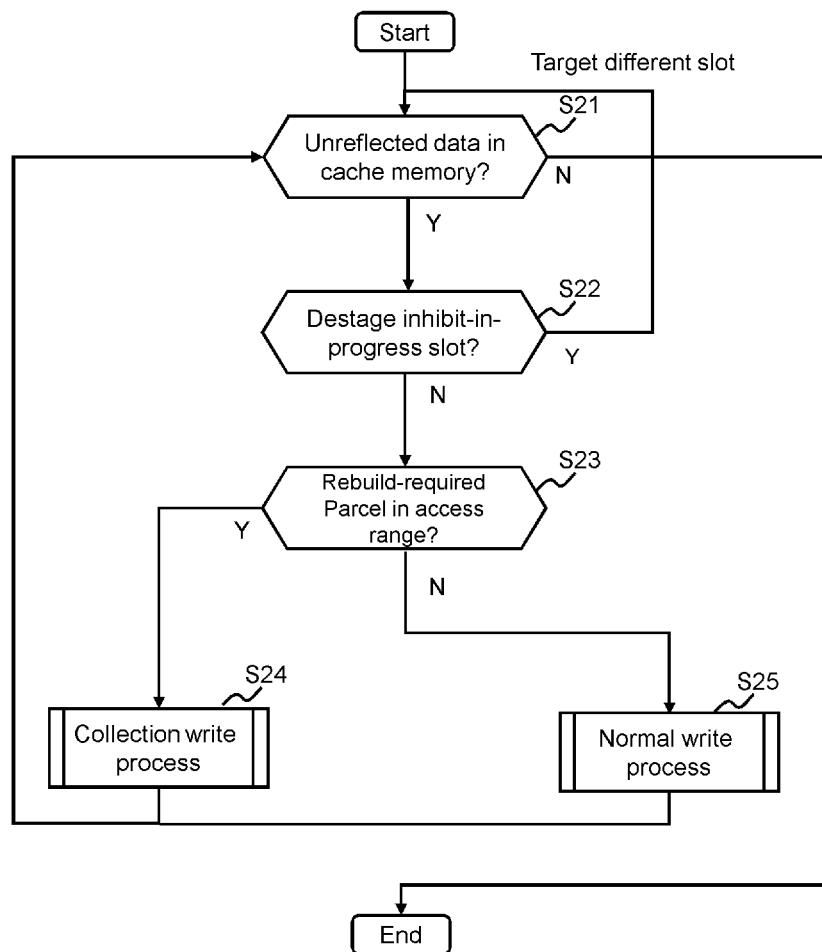 Start
Target different slot
S21
Unreflected data in
cache memory?
N
Y
S22
Destage inhibit-in-
progress slot?
Y
N
S23
Rebuild-required
Parcel in access
range?
Y
N
S24
Collection write
process
S25
Normal write
process
End